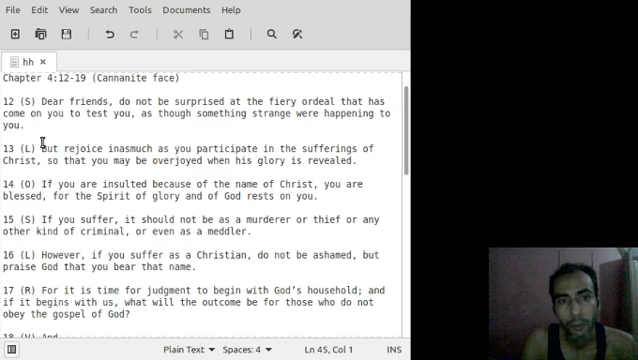 File Edit View Search Tools Documents Help
hh ×
Chapter 4:12-19 (Cannanite face)
12 (S) Dear friends, do not be surprised at the fiery ordeal that has
come on you to test you, as though something strange were happening to
you.
13 (L) But rejoice inasmuch as you participate in the sufferings of
Christ, so that you may be overjoyed when his glory is revealed.
14 (O) If you are insulted because of the name of Christ, you are
blessed, for the Spirit of glory and of God rests on you.
15 (S) If you suffer, it should not be as a murderer or thief or any
other kind of criminal, or even as a meddler.
16 (L) However, if you suffer as a Christian, do not be ashamed, but
praise God that you bear that name.
17 (R) For it is time for judgment to begin with God's household; and
if it begins with us, what will the outcome be for those who do not
obey the gospel of God?
18 (V) And
Plain Text Spaces: 4 Ln 45, Col 1 INS